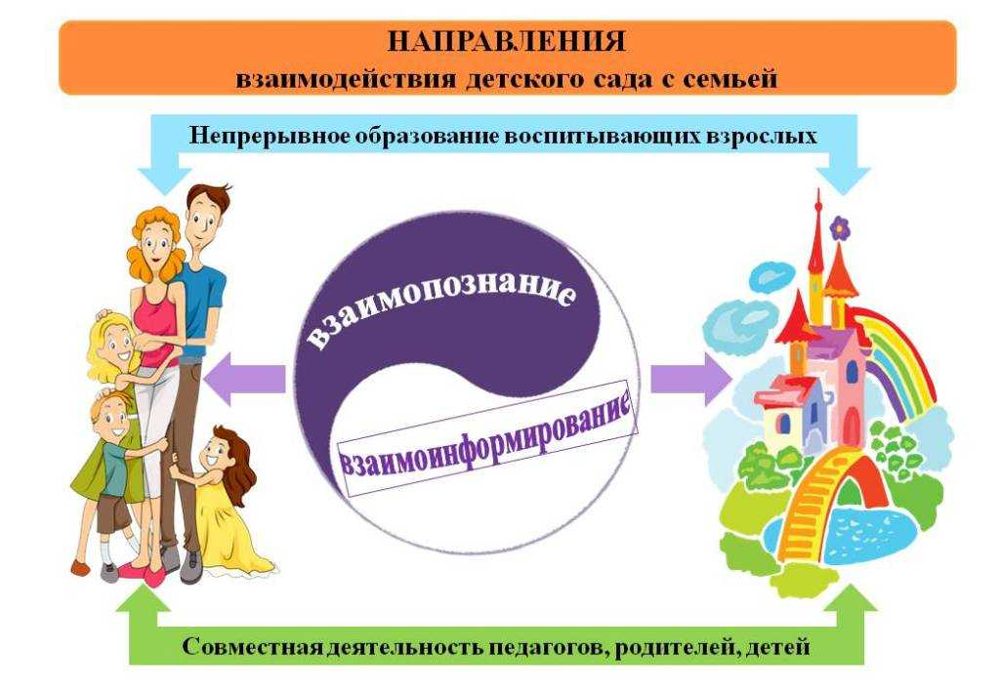 НАПРАВЛЕНИЯ
взаимодействия детского сада с семьей
Непрерывное образование воспитывающих взрослых
взаимопознание
взаимоинформирование
Совместная деятельность педагогов, родителей, детей